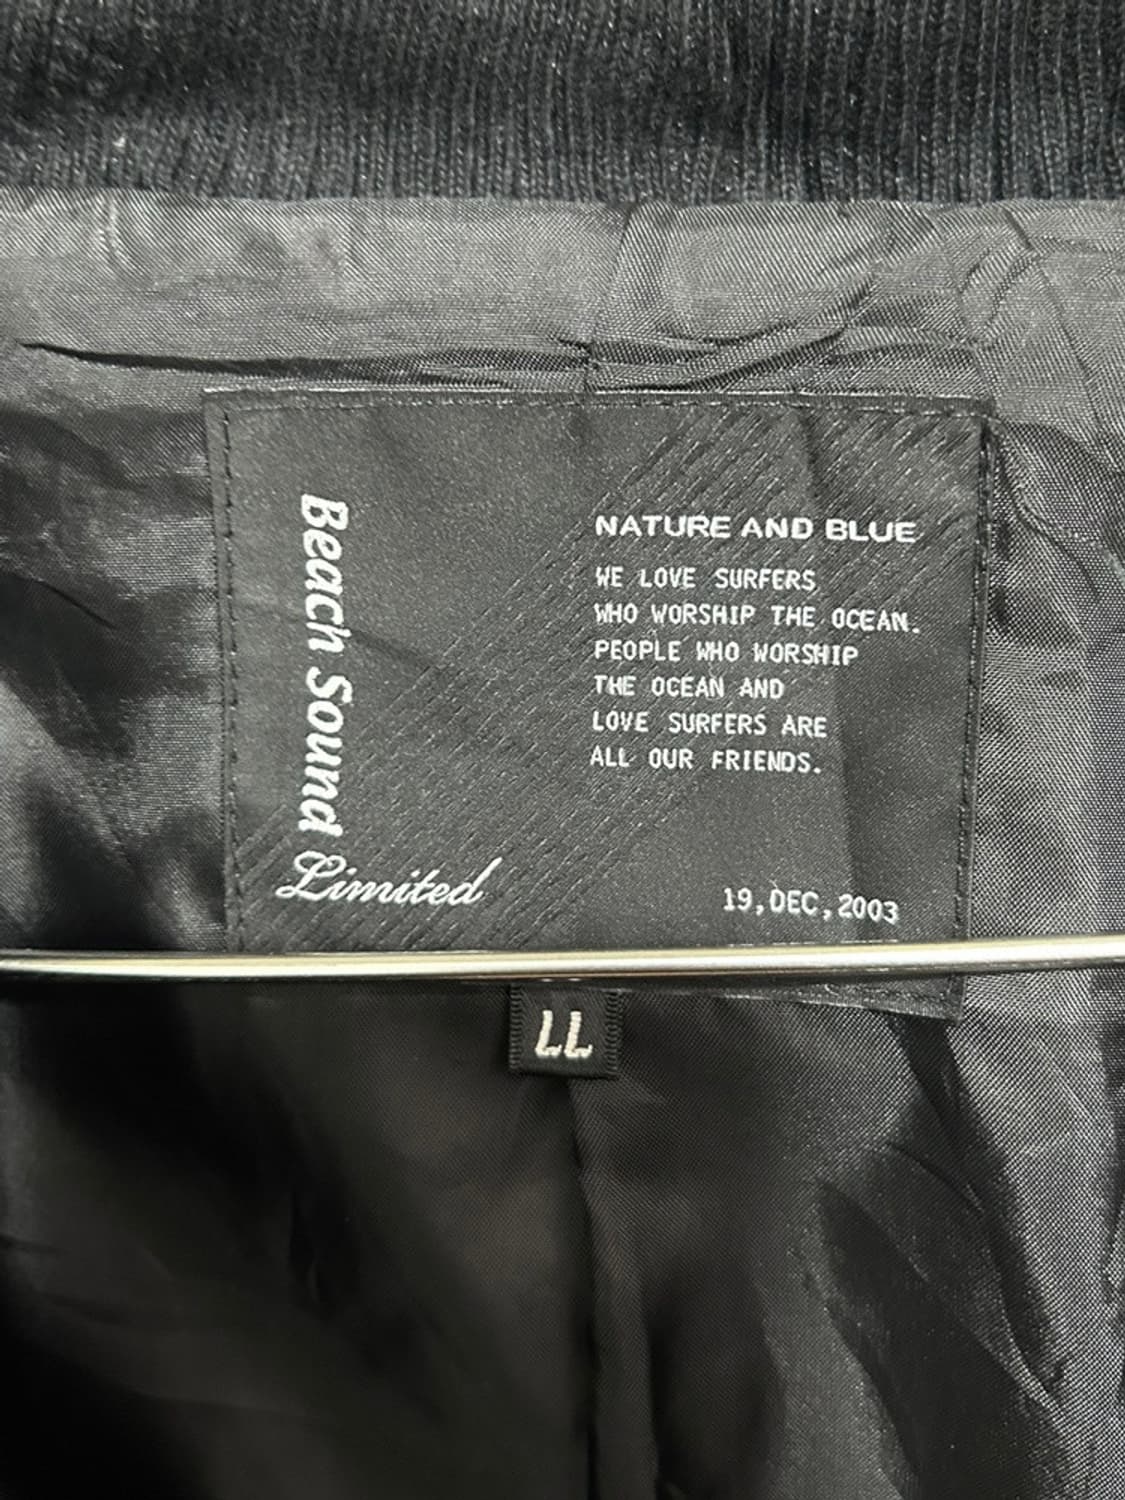 Beach Sound
Limited
NATURE AND BLUE
WE LOVE SURFERS
WHO WORSHIP THE OCEAN.
PEOPLE WHO WORSHIP
THE OCEAN AND
LOVE SURFERS ARE
ALL OUR FRIENDS.
19,DEC,2003
LL